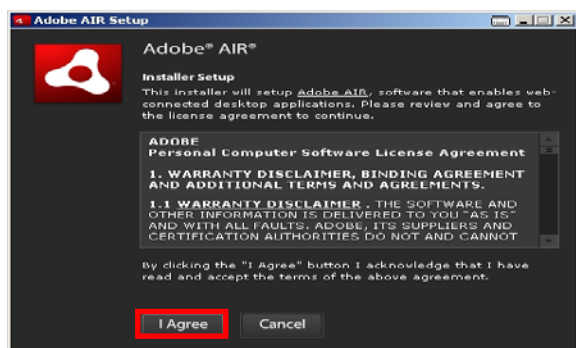 Adobe AIR Setup
Adobe® AIR®
Installer Setup
This installer will setup Adobe AIR, software that enables web-
connected desktop applications. Please review and agree to
the license agreement to continue.
ADOBE
Personal Computer Software License Agreement
1. WARRANTY DISCLAIMER, BINDING AGREEMENT
AND ADDITIONAL TERMS AND AGREEMENTS.
1.1 WARRANTY DISCLAIMER . THE SOFTWARE AND
OTHER INFORMATION IS DELIVERED TO YOU "AS IS"
AND WITH ALL FAULTS. ADOBE, ITS SUPPLIERS AND
CERTIFICATION AUTHORITIES DO NOT AND CANNOT
By clicking the "I Agree" button I acknowledge that I have
read and accept the terms of the above agreement.
I Agree Cancel